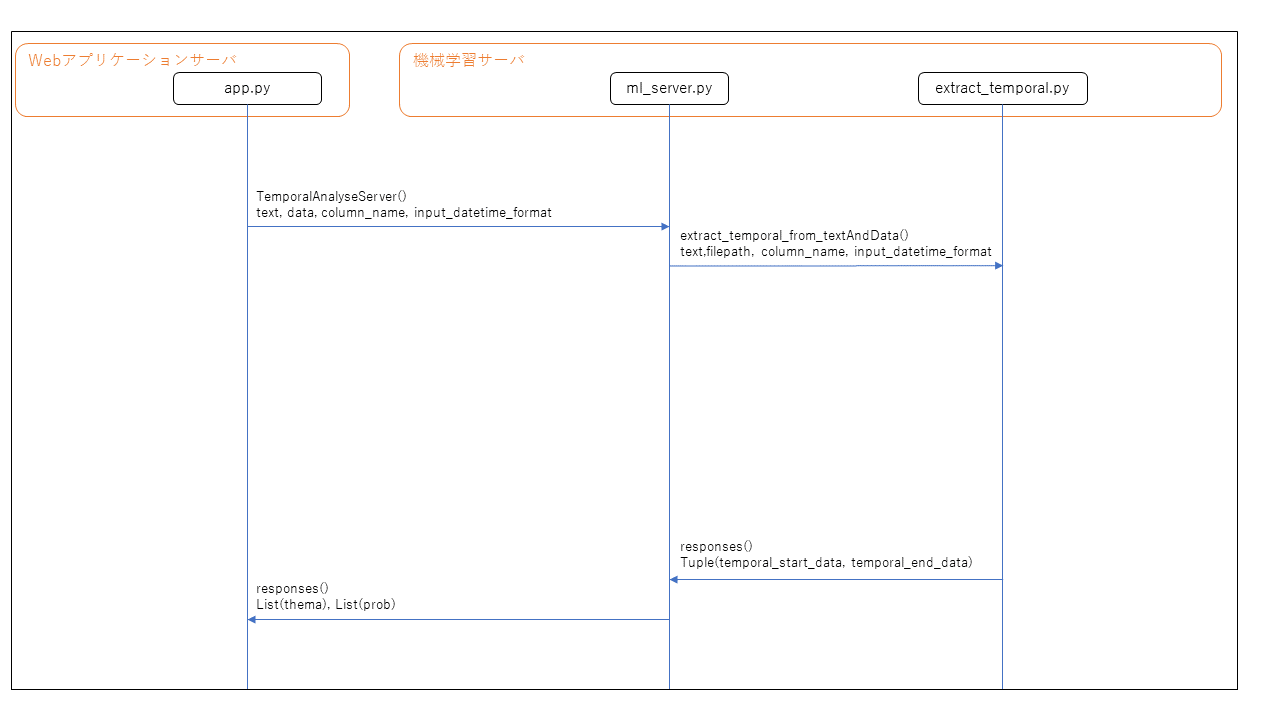 Webアプリケーションサーバ
機械学習サーバ
app.py
ml_server.py
extract_temporal.py
TemporalAnalyseServer()
text, data, column_name, input_datetime_format
extract_temporal_from_textAndData()
text,filepath, column_name, input_datetime_format
responses()
Tuple(temporal_start_data, temporal_end_data)
responses()
List(thema), List(prob)